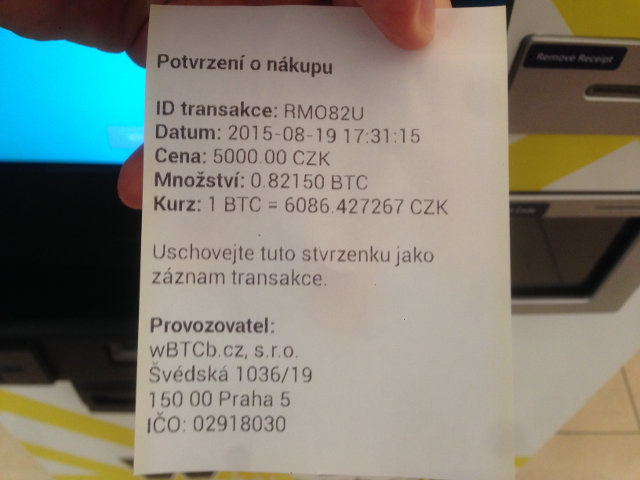 Potvrzení o nákupu
ID transakce: RMO82U
Datum: 2015-08-19 17:31:15
Cena: 5000.00 CZK
Množství: 0.82150 BTC
Kurz: 1 BTC = 6086.427267 CZK
Uschovejte tuto stvrzenku jako
záznam transakce.
Provozovatel:
wBTCb.cz, s.r.o.
Švédská 1036/19
150 00 Praha 5
IČO: 02918030
Remove Receipt